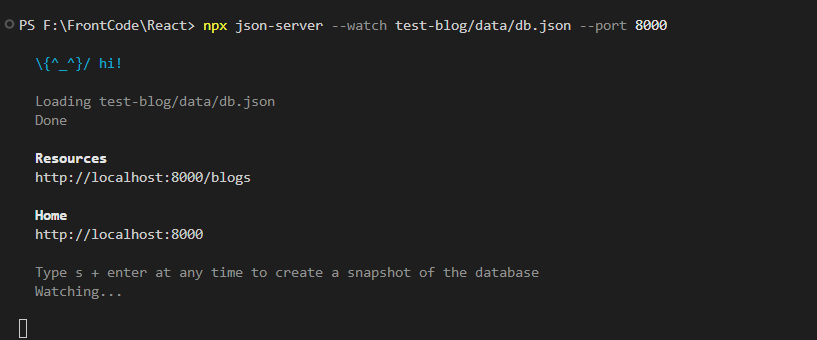 PS F:\FrontCode\React> npx json-server --watch test-blog/data/db.json --port 8000
\{^_^}/ hi!
Loading test-blog/data/db.json
Done
Resources
http://localhost:8000/blogs
Home
http://localhost:8000
Type s + enter at any time to create a snapshot of the database
Watching...